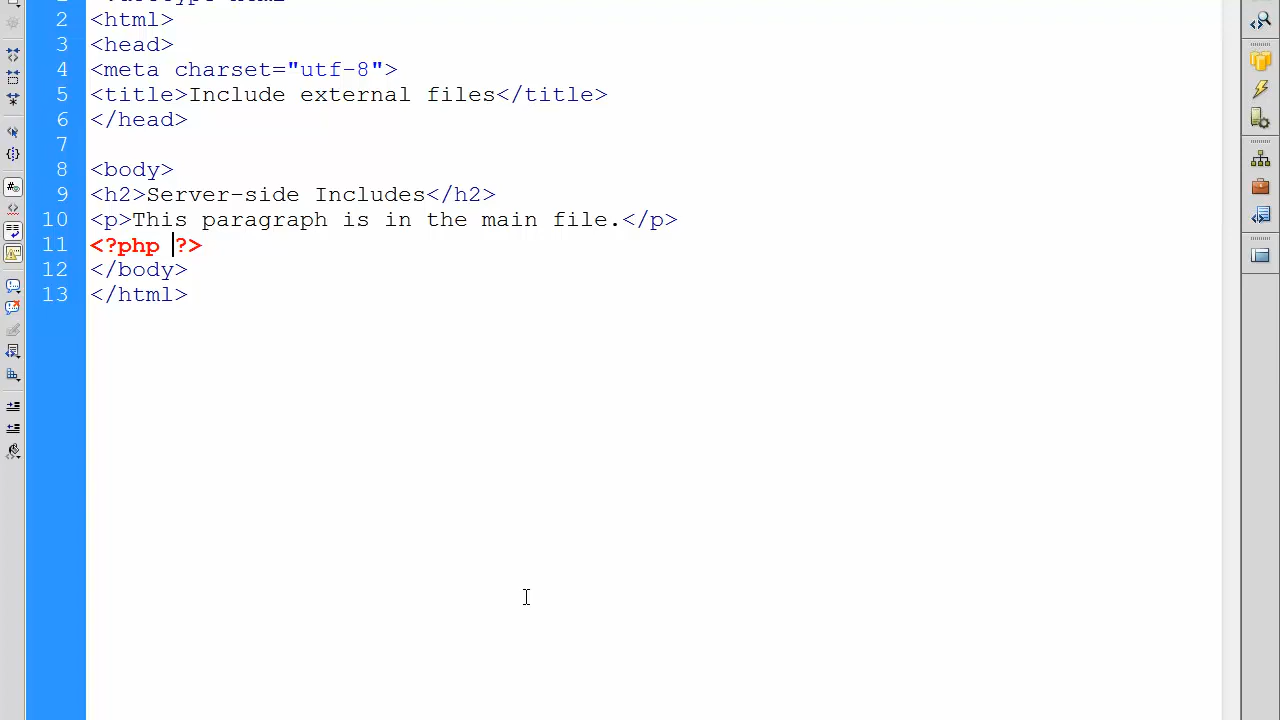 2 <html>
3 <head>
4 <meta charset="utf-8">
5 <title>Include external files</title>
6 </head>
7
8 <body>
9 <h2>Server-side Includes</h2>
10 <p>This paragraph is in the main file.</p>
11 <?php ?>
12 </body>
13 </html>